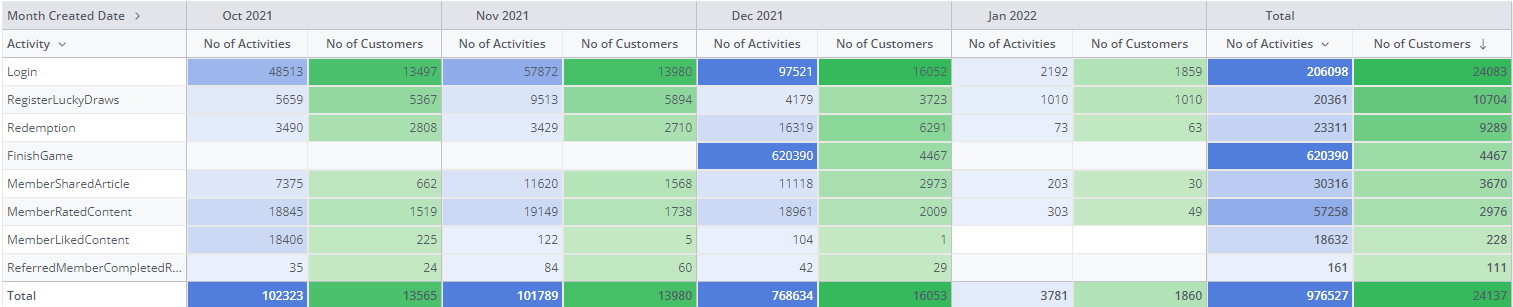 Month Created Date > Oct 2021 Nov 2021 Dec 2021 Jan 2022 Total
Activity No of Activities No of Customers No of Activities No of Customers No of Activities No of Customers No of Activities No of Customers No of Activities No of Customers ↓
Login 48513 13497 57872 13980 97521 16052 2192 1859 206098 24083
RegisterLuckyDraws 5659 5367 9513 5894 4179 3723 1010 1010 20361 10704
Redemption 3490 2808 3429 2710 16319 6291 73 63 23311 9289
FinishGame 620390 4467 620390 4467
MemberSharedArticle 7375 662 11620 1568 11118 2973 203 30 30316 3670
MemberRatedContent 18845 1519 19149 1738 18961 2009 303 49 57258 2976
MemberLikedContent 18406 225 122 5 104 1 18632 228
ReferredMemberCompletedR... 35 24 84 60 42 29 161 111
Total 102323 13565 101789 13980 768634 16053 3781 1860 976527 24137